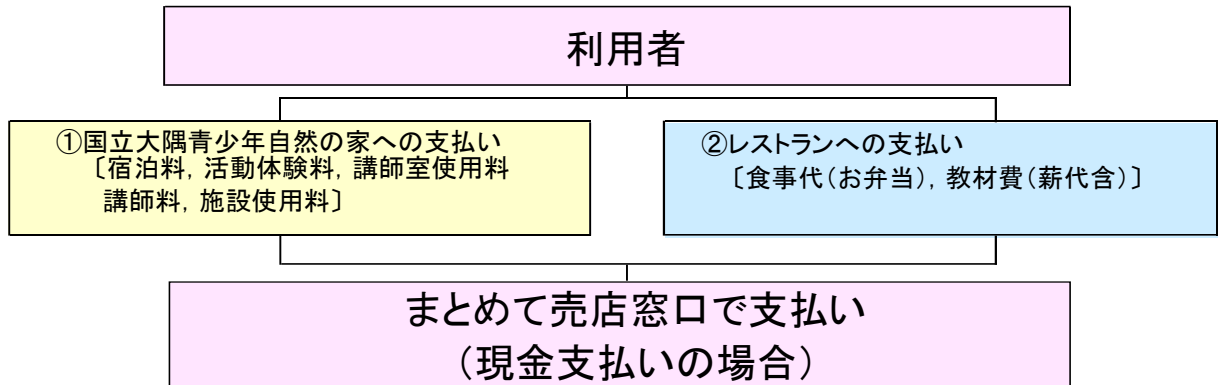 利用者
①国立大隅青少年自然の家への支払い
〔宿泊料，活動体験料，講師室使用料
講師料，施設使用料〕
②レストランへの支払い
〔食事代（お弁当），教材費（薪代含）〕
まとめて売店窓口で支払い
（現金支払いの場合）